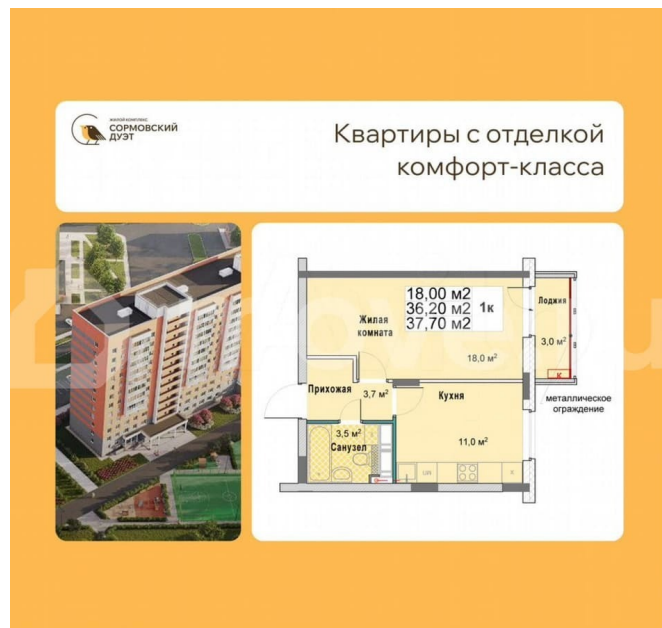 ЖИЛОЙ КОМПЛЕКС
СОРМОВСКИЙ
ДУЭТ
Квартиры с отделкой
комфорт-класса
18,00 м2
36,20 м2
37,70 м2
1к
Жилая
комната
18,0 м²
Лоджия
3,0 м²
К
металлическое
ограждение
Прихожая
3,7 м²
Кухня
11,0 м²
3,5 м²
Санузел
move.ru